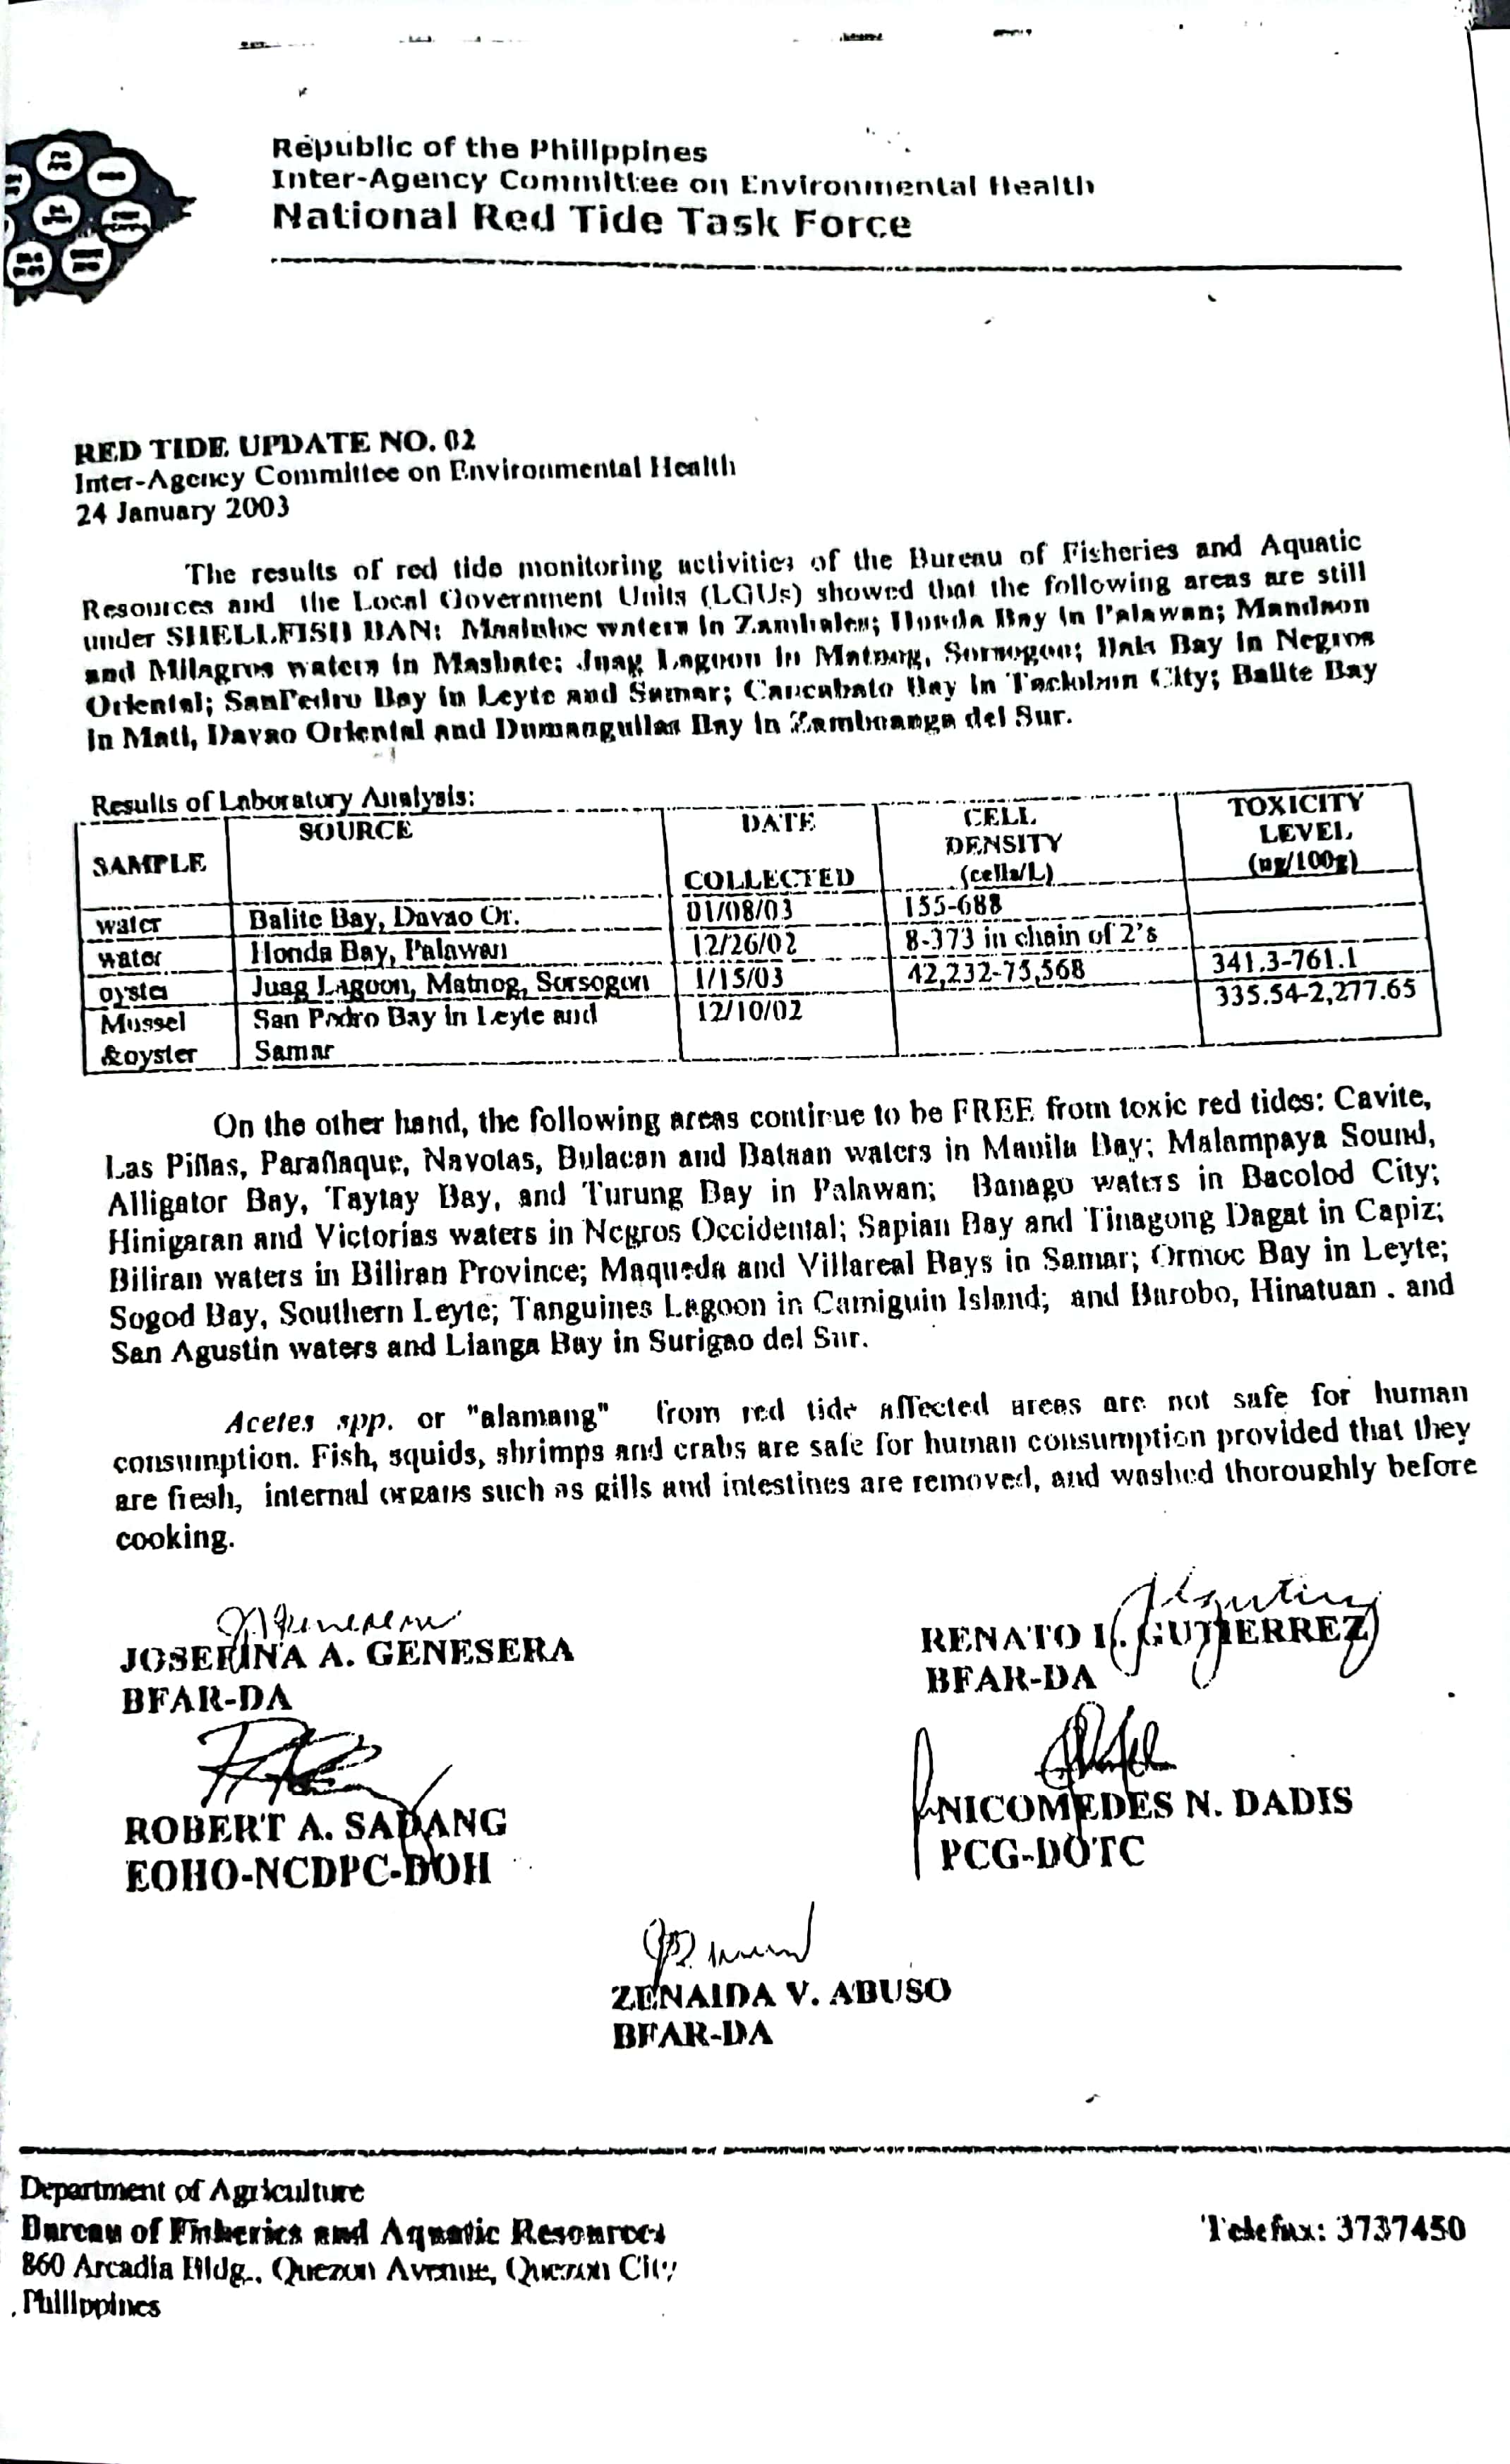 Republic of the Philippines
Inter-Agency Committee on Environmental Health
National Red Tide Task Force
RED TIDE UPDATE NO. 02
Inter-Agency Committee on Environmental Health
24 January 2003
The results of red tide monitoring activities of the Bureau of Fisheries and Aquatic
Resources and the Local Government Units (LGUs) showed that the following areas are still
under SHELLFISH BAN: Masinloc waters in Zambales; Honda Bay in Palawan; Mandaon
and Milagros waters in Masbate; Juag Lagoon in Matnog, Sorsogon; Bais Bay in Negros
Oriental; SanPedro Bay in Leyte and Samar; Cancabato Bay in Tacloban City; Balite Bay
in Mati, Davao Oriental and Dumanguilas Bay in Zamboanga del Sur.
Results of Laboratory Analysis:
SAMPLE SOURCE DATE COLLECTED CELL DENSITY (cells/L) TOXICITY LEVEL (ug/100g)
water Balite Bay, Davao Or. 01/08/03 155-688
water Honda Bay, Palawan 12/26/02 8-373 in chain of 2's
oyster Juag Lagoon, Matnog, Sorsogon 1/15/03 42,232-75,568 341.3-761.1
Mussel San Pedro Bay in Leyte and 12/10/02 335.54-2,277.65
&oyster Samar
On the other hand, the following areas continue to be FREE from toxic red tides: Cavite,
Las Piñas, Parañaque, Navotas, Bulacan and Bataan waters in Manila Bay; Malampaya Sound,
Alligator Bay, Taytay Bay, and Turung Bay in Palawan; Banago waters in Bacolod City;
Hinigaran and Victorias waters in Negros Occidental; Sapian Bay and Tinagong Dagat in Capiz;
Biliran waters in Biliran Province; Maqueda and Villareal Bays in Samar; Ormoc Bay in Leyte;
Sogod Bay, Southern Leyte; Tanguines Lagoon in Camiguin Island; and Barobo, Hinatuan . and
San Agustin waters and Lianga Bay in Surigao del Sur.
Acetes spp. or "alamang" from red tide affected areas are not safe for human
consumption. Fish, squids, shrimps and crabs are safe for human consumption provided that they
are fresh, internal organs such as gills and intestines are removed, and washed thoroughly before
cooking.
JOSEFINA A. GENESERA
BFAR-DA
RENATO GUTIERREZ
BFAR-DA
ROBERT A. SADANG
EOHO-NCDPC-DOH
NICOMEDES N. DADIS
PCG-DOTC
ZENAIDA V. ABUSO
BFAR-DA
Department of Agriculture
Bureau of Fisheries and Aquatic Resources
860 Arcadia Bldg., Quezon Avenue, Quezon City
Philippines
Telefax: 3737450